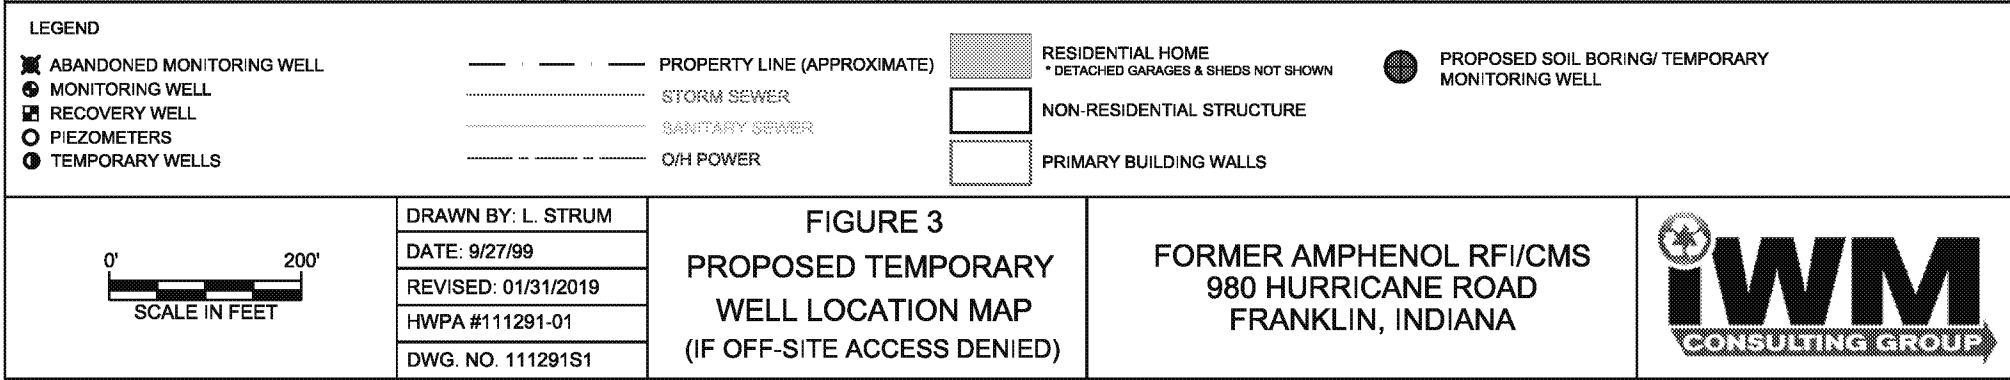 LEGEND
ABANDONED MONITORING WELL
MONITORING WELL
RECOVERY WELL
PIEZOMETERS
TEMPORARY WELLS
PROPERTY LINE (APPROXIMATE)
STORM SEWER
SANITARY SEWER
O/H POWER
RESIDENTIAL HOME
* DETACHED GARAGES & SHEDS NOT SHOWN
NON-RESIDENTIAL STRUCTURE
PRIMARY BUILDING WALLS
PROPOSED SOIL BORING/ TEMPORARY
MONITORING WELL
0' 200'
SCALE IN FEET
DRAWN BY: L. STRUM
DATE: 9/27/99
REVISED: 01/31/2019
HWPA #111291-01
DWG. NO. 111291S1
FIGURE 3
PROPOSED TEMPORARY
WELL LOCATION MAP
(IF OFF-SITE ACCESS DENIED)
FORMER AMPHENOL RFI/CMS
980 HURRICANE ROAD
FRANKLIN, INDIANA
iWM
CONSULTING GROUP